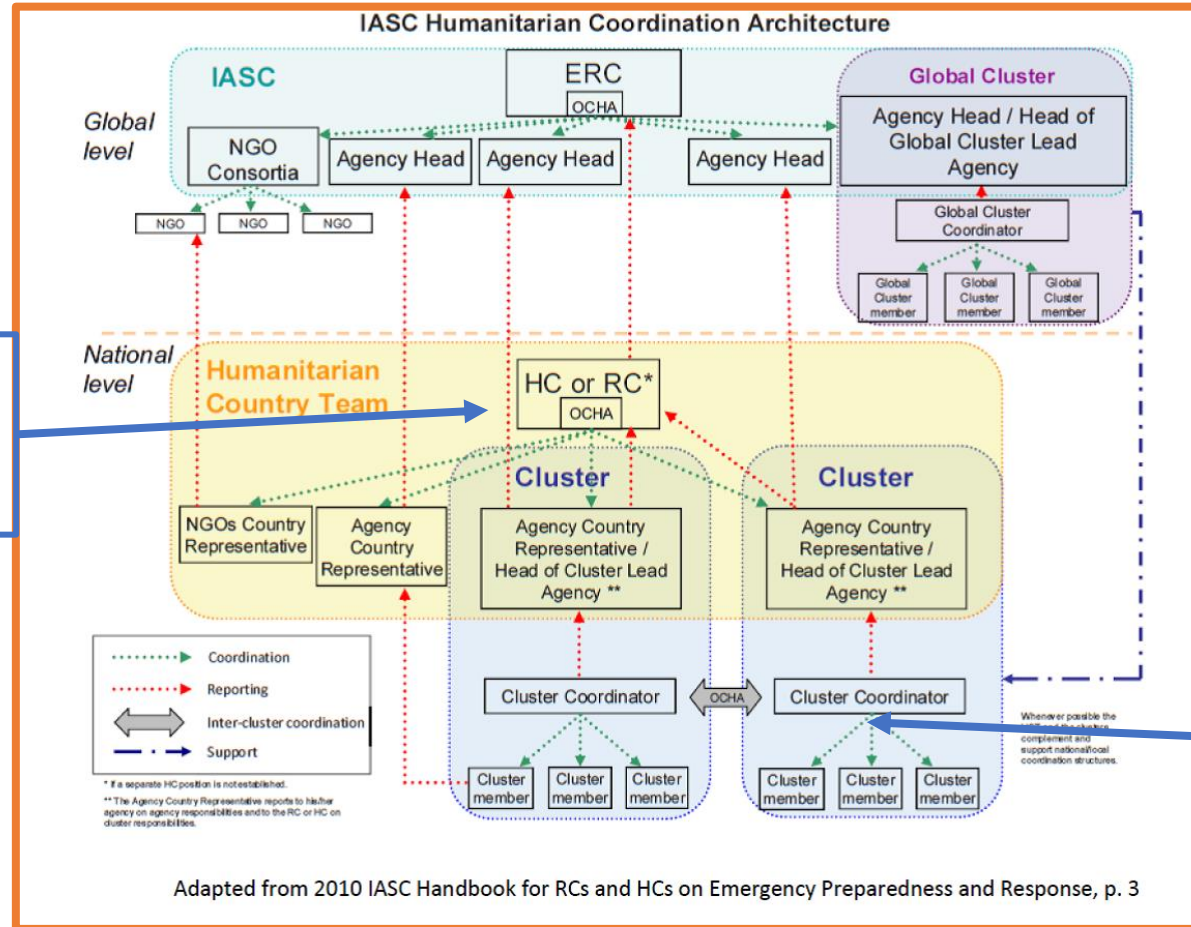 IASC Humanitarian Coordination Architecture
IASC
ERC
OCHA
Global Cluster
Global
level
NGO
Consortia
Agency Head
Agency Head
Agency Head
Agency Head / Head of
Global Cluster Lead
Agency
NGO
NGO
NGO
Global Cluster
Coordinator
Global
Cluster
member
Global
Cluster
member
Global
Cluster
member
National
level
Humanitarian
Country Team
HC or RC*
OCHA
Cluster
Cluster
NGOs Country
Representative
Agency
Country
Representative
Agency Country
Representative /
Head of Cluster Lead
Agency **
Agency Country
Representative /
Head of Cluster Lead
Agency **
Coordination
Reporting
Inter-cluster coordination
Support
Cluster Coordinator
OCHA
Cluster Coordinator
Cluster
member
Cluster
member
Cluster
member
Cluster
member
Cluster
member
Cluster
member
Whenever possible the
and the clusters
complement and
support national/local
coordination structures.
* If a separate HC position is not established.
** The Agency Country Representative reports to his/her
agency on agency responsibilities and to the RC or HC on
cluster responsibilities.
Adapted from 2010 IASC Handbook for RCs and HCs on Emergency Preparedness and Response, p. 3